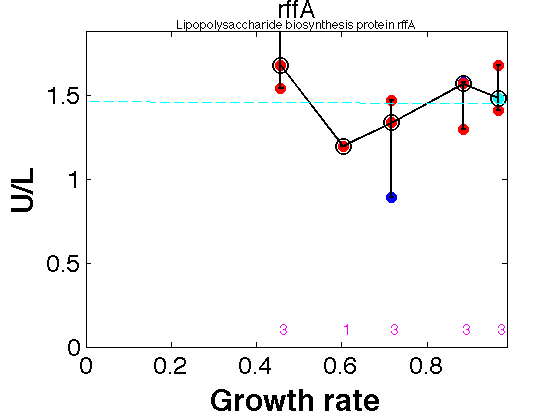 rffA
Lipopolysaccharide biosynthesis protein rffA
U/L
1.5
1
0.5
0
3 1 3 3 3
0 0.2 0.4 0.6 0.8
Growth rate